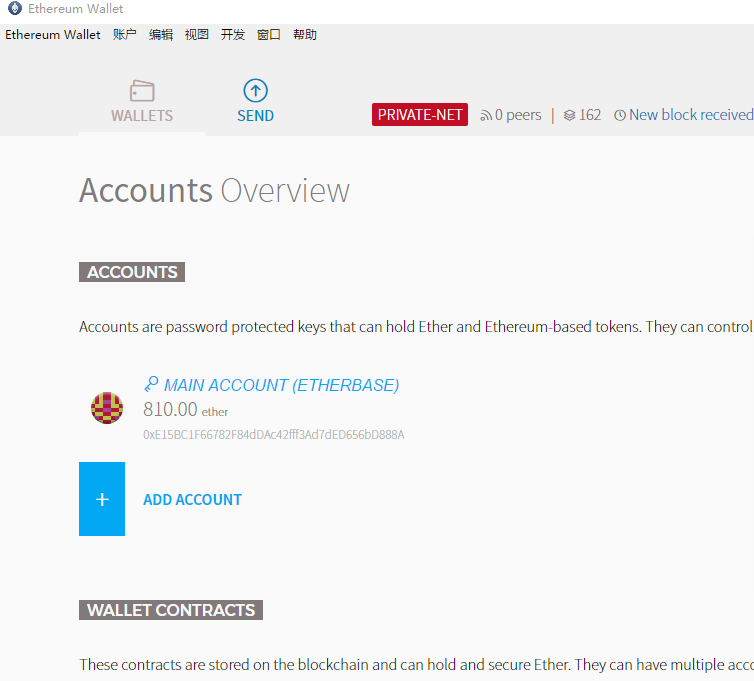 Ethereum Wallet
Ethereum Wallet 账户 编辑 视图 开发 窗口 帮助
WALLETS SEND PRIVATE-NET 0 peers | 162 New block received
Accounts Overview
ACCOUNTS
Accounts are password protected keys that can hold Ether and Ethereum-based tokens. They can control
MAIN ACCOUNT (ETHERBASE)
810.00 ether
0xE15BC1F66782F84dDAc42fff3Ad7dED656bD888A
+ ADD ACCOUNT
WALLET CONTRACTS
These contracts are stored on the blockchain and can hold and secure Ether. They can have multiple acco